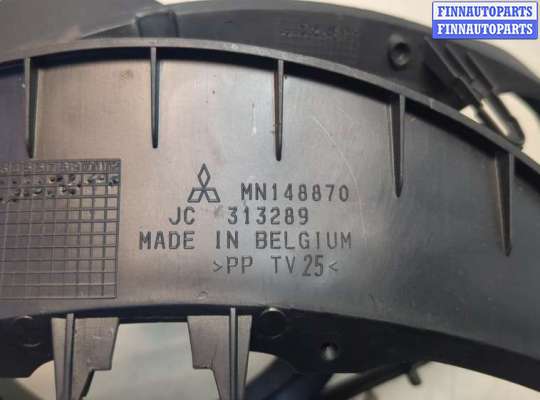 FINNAUTOPARTS
FINNAUTOPARTS
MN148870
JC 313289
MADE IN BELGIUM
>PP TV25<